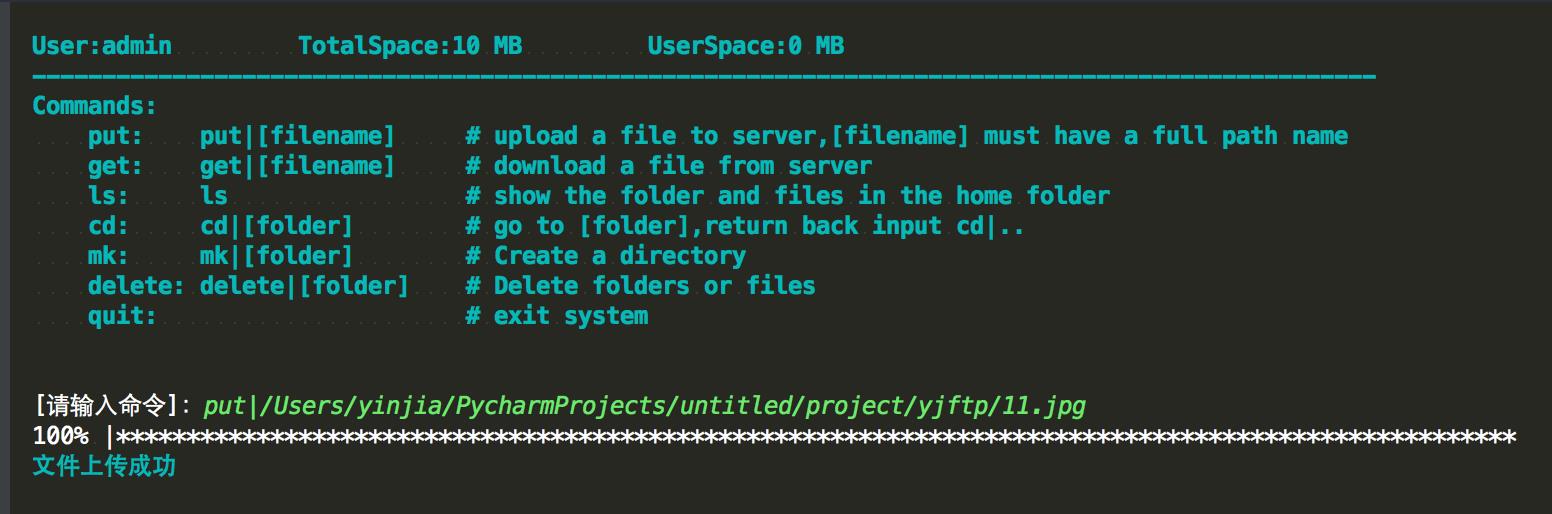 User:admin         TotalSpace:10 MB         UserSpace:0 MB
------------------------------------------------------------------------------------------------
Commands:
    put:    put|[filename]     # upload a file to server,[filename] must have a full path name
    get:    get|[filename]     # download a file from server
    ls:     ls                 # show the folder and files in the home folder
    cd:     cd|[folder]        # go to [folder],return back input cd|..
    mk:     mk|[folder]        # Create a directory
    delete: delete|[folder]    # Delete folders or files
    quit:                      # exit system
[请输入命令]：put|/Users/yinjia/PycharmProjects/untitled/project/yjftp/11.jpg
100% |****************************************************************************************************
文件上传成功